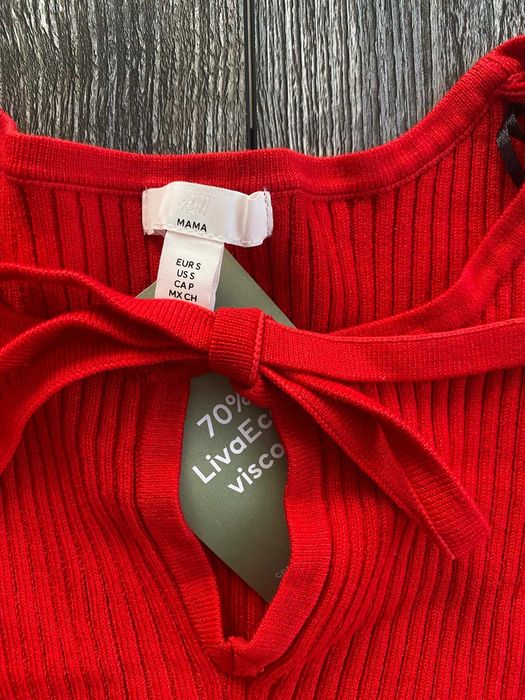 H&M
MAMA
EUR S
US S
CA P
MX CH
70%
LivaEc
visco